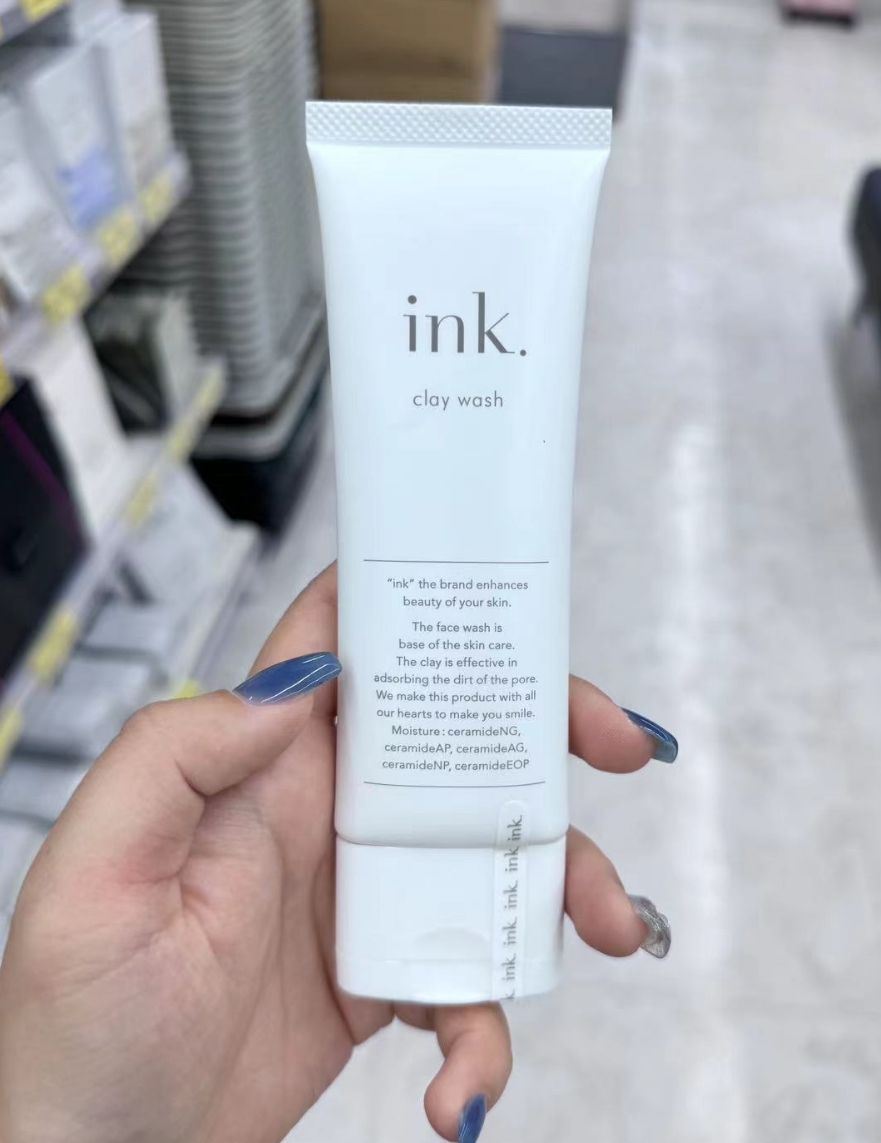 ink.
clay wash
“ink” the brand enhances
beauty of your skin.
The face wash is
base of the skin care.
The clay is effective in
adsorbing the dirt of the pore.
We make this product with all
our hearts to make you smile.
Moisture : ceramideNG,
ceramideAP, ceramideAG,
ceramideNP, ceramideEOP
k. ink. ink. ink. ink. ink.